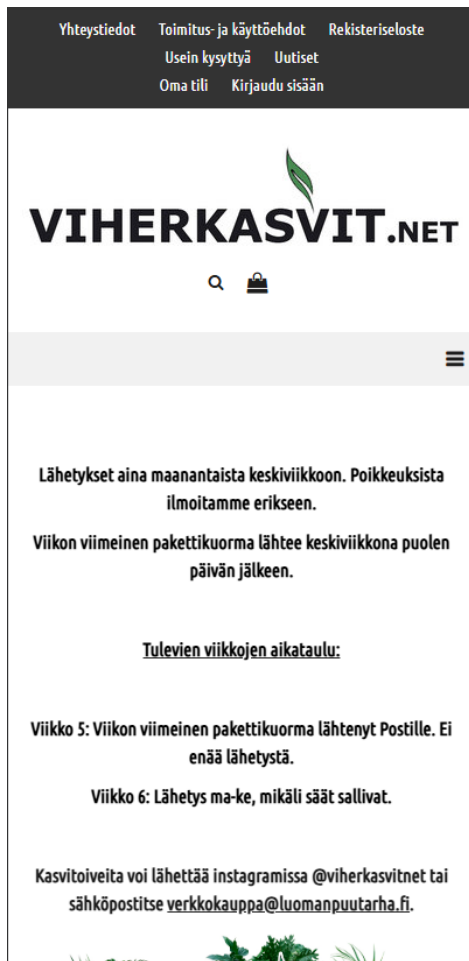 Yhteystiedot Toimitus- ja käyttöehdot Rekisteriseloste
Usein kysyttyä Uutiset
Oma tili Kirjaudu sisään
VIHERKASVIT.NET
Lähetykset aina maanantaista keskiviikkoon. Poikkeuksista
ilmoitamme erikseen.
Viikon viimeinen pakettikuorma lähtee keskiviikkona puolen
päivän jälkeen.
Tulevien viikkojen aikataulu:
Viikko 5: Viikon viimeinen pakettikuorma lähtenyt Postille. Ei
enää lähetystä.
Viikko 6: Lähetys ma-ke, mikäli säät sallivat.
Kasvitoiveita voi lähettää instagramissa @viherkasvitnet tai
sähköpostitse verkkokauppa@luomanpuutarha.fi.